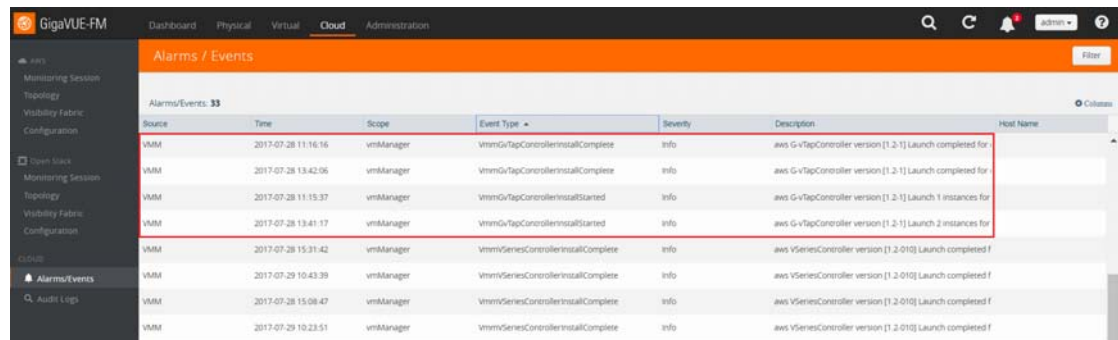 GigaVUE-FM Dashboard Physical Virtual Cloud Administration admin
AWS
Monitoring Session
Topology
Visibility Fabric
Configuration
Open Stack
Monitoring Session
Topology
Visibility Fabric
Configuration
CLOUD
Alarms/Events
Audit Logs
Alarms / Events Filter
Alarms/Events: 33 Columns
Source Time Scope Event Type Severity Description Host Name
VMM 2017-07-28 11:16:16 vmManager VmmGvTapControllerInstallComplete Info aws G-vTapController version [1.2-1] Launch completed for
VMM 2017-07-28 13:42:06 vmManager VmmGvTapControllerInstallComplete Info aws G-vTapController version [1.2-1] Launch completed for
VMM 2017-07-28 11:15:37 vmManager VmmGvTapControllerInstallStarted Info aws G-vTapController version [1.2-1] Launch 1 instances for
VMM 2017-07-28 13:41:17 vmManager VmmGvTapControllerInstallStarted Info aws G-vTapController version [1.2-1] Launch 2 instances for
VMM 2017-07-28 15:31:42 vmManager VmmVSeriesControllerInstallComplete Info aws VSeriesController version [1.2-010] Launch completed f
VMM 2017-07-29 10:43:39 vmManager VmmVSeriesControllerInstallComplete Info aws VSeriesController version [1.2-010] Launch completed f
VMM 2017-07-28 15:08:47 vmManager VmmVSeriesControllerInstallComplete Info aws VSeriesController version [1.2-010] Launch completed f
VMM 2017-07-29 10:23:51 vmManager VmmVSeriesControllerInstallComplete Info aws VSeriesController version [1.2-010] Launch completed f